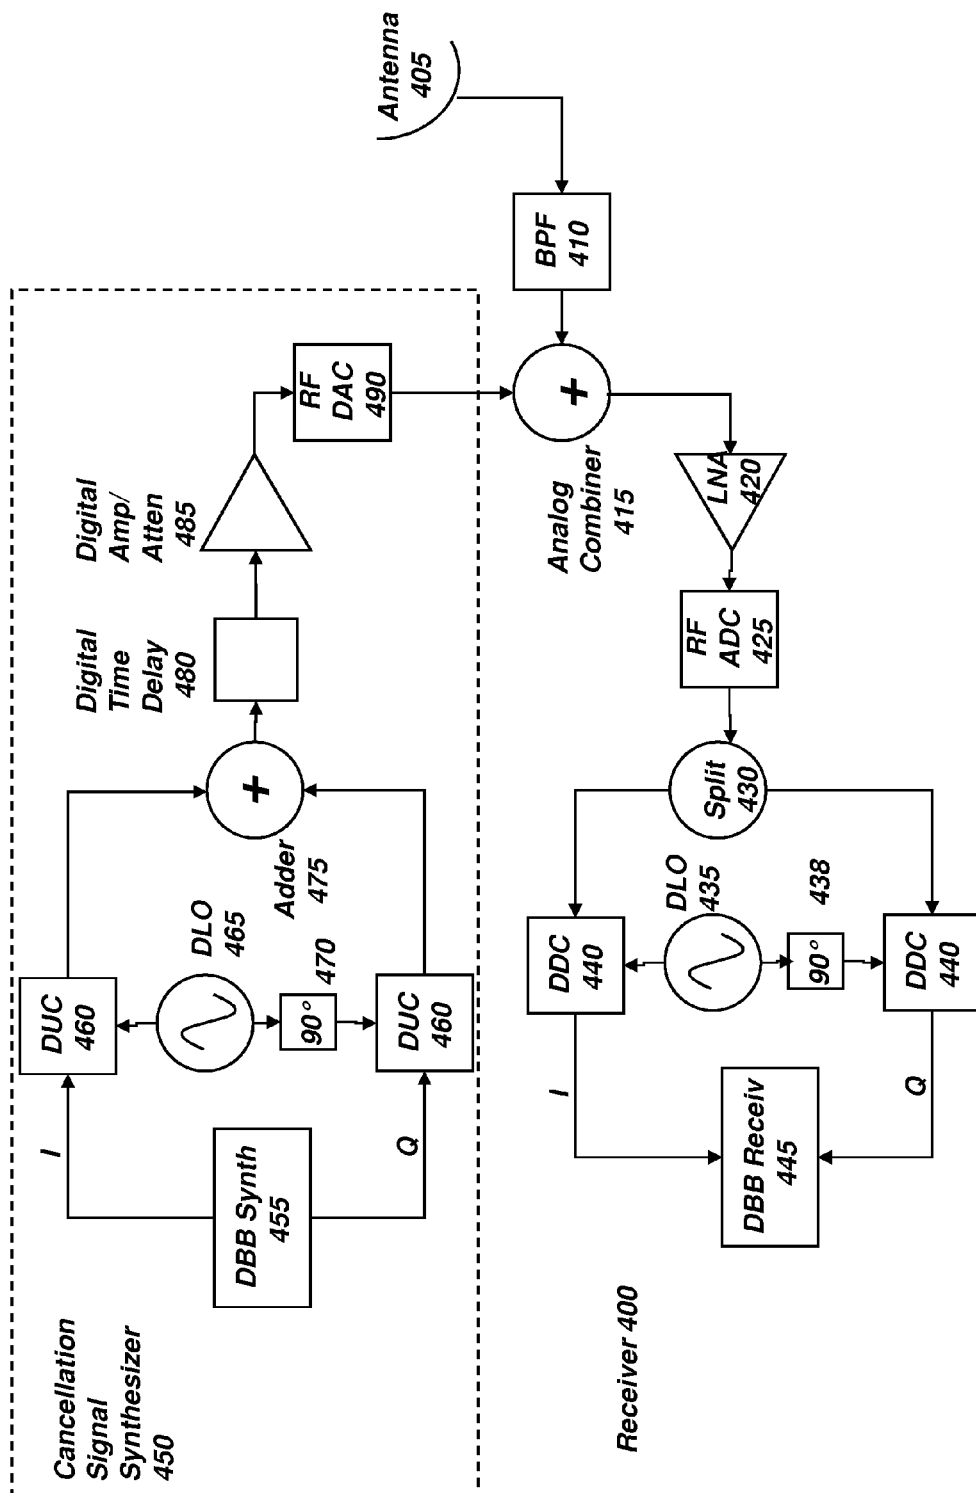 Cancellation
Signal
Synthesizer
450
DBB Synth
455
I
Q
DUC
460
DLO
465
90°
470
DUC
460
Adder
475
+
Digital
Time
Delay
480
Digital
Amp/
Atten
485
RF
DAC
490
Antenna
405
BPF
410
+
Analog
Combiner
415
LNA
420
RF
ADC
425
Split
430
DDC
440
DLO
435
90°
438
DDC
440
I
Q
DBB Receiv
445
Receiver 400